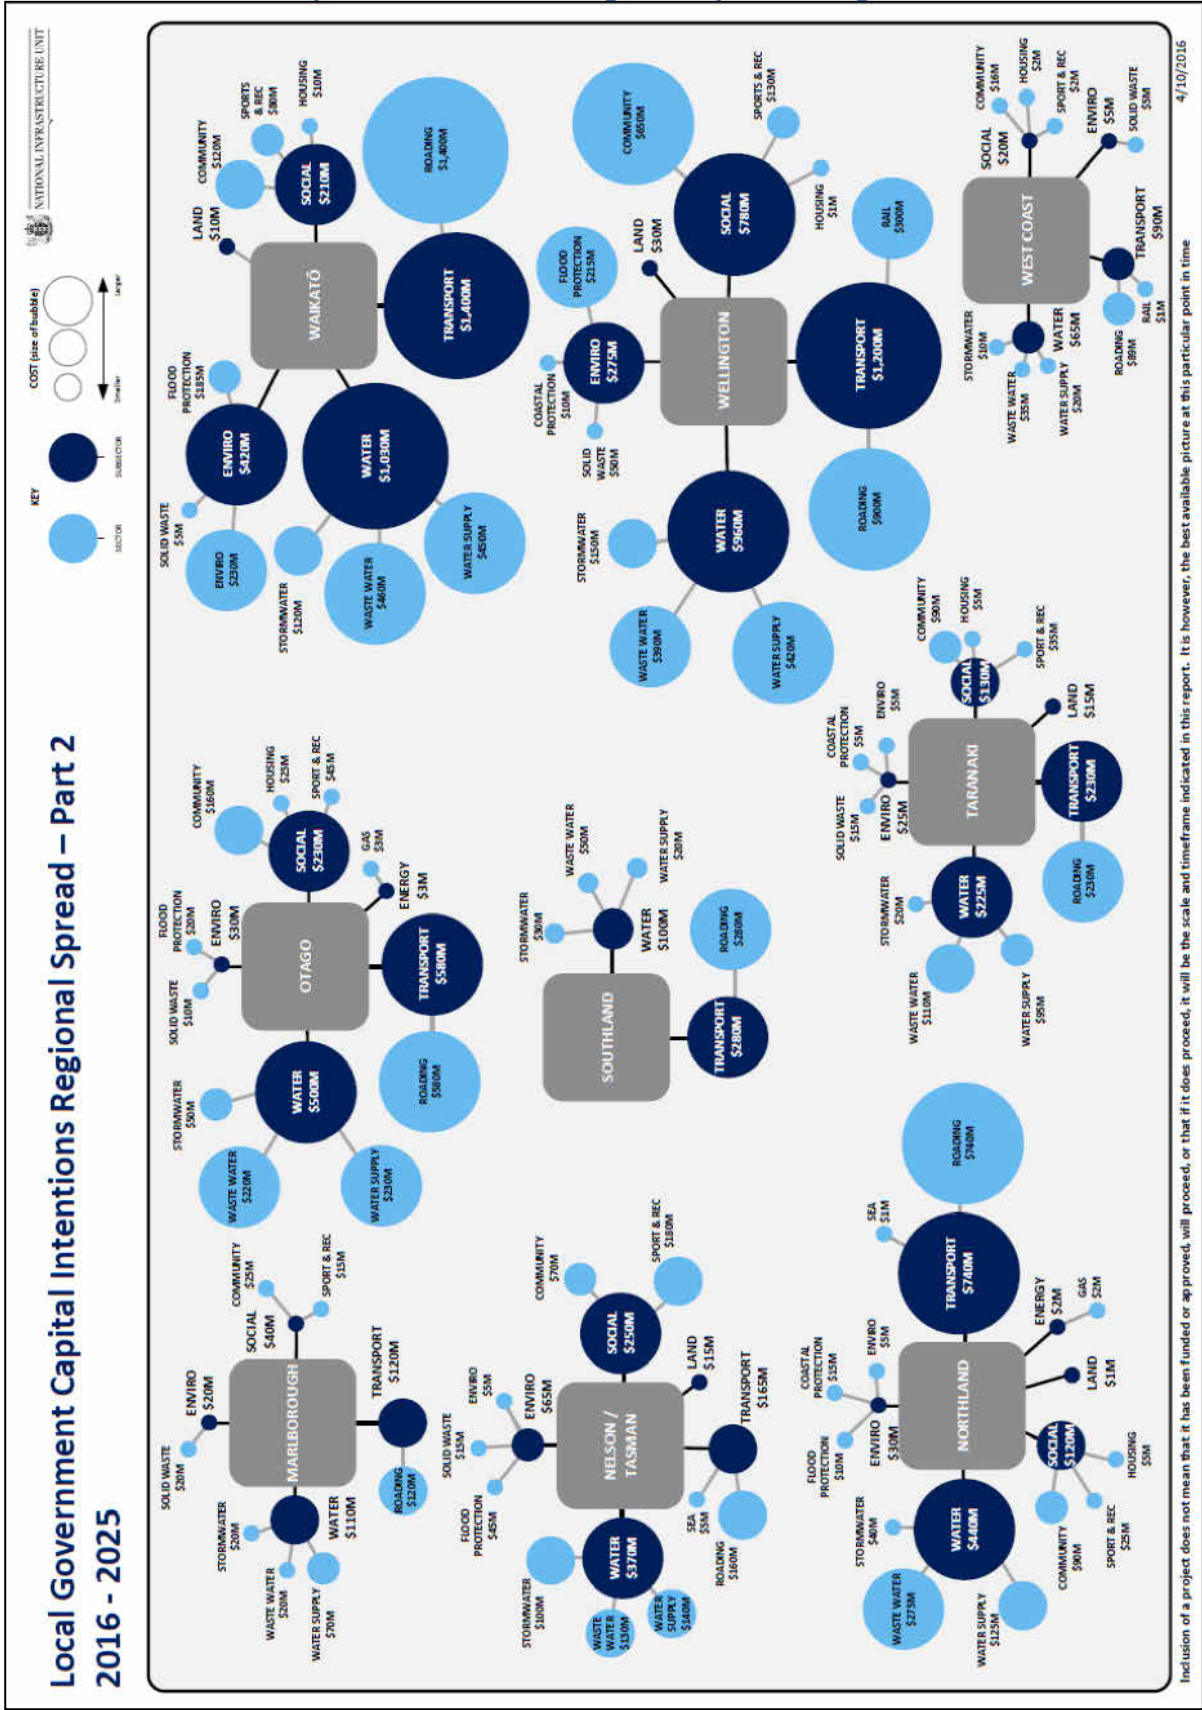 Local Government Capital Intentions Regional Spread – Part 2
2016 - 2025
KEY
SECTOR
SUBSECTOR
COST (size of bubble)
Smaller
Larger
NATIONAL INFRASTRUCTURE UNIT
MARLBOROUGH
SOLID WASTE
$20M
ENVIRO
$20M
COMMUNITY
$25M
SOCIAL
$40M
SPORT & REC
$15M
STORMWATER
$20M
WASTE WATER
$20M
WATER SUPPLY
$70M
WATER
$110M
TRANSPORT
$120M
ROADING
$120M
OTAGO
FLOOD
PROTECTION
$20M
SOLID WASTE
$10M
ENVIRO
$30M
COMMUNITY
$160M
HOUSING
$25M
SPORT & REC
$45M
SOCIAL
$230M
GAS
$3M
ENERGY
$3M
STORMWATER
$50M
WASTE WATER
$220M
WATER SUPPLY
$230M
WATER
$500M
TRANSPORT
$580M
ROADING
$580M
WAIKATŌ
SOLID WASTE
$5M
FLOOD
PROTECTION
$185M
ENVIRO
$230M
ENVIRO
$420M
LAND
$10M
COMMUNITY
$120M
SPORTS
& REC
$80M
HOUSING
$10M
SOCIAL
$210M
STORMWATER
$120M
WASTE WATER
$460M
WATER SUPPLY
$450M
WATER
$1,030M
TRANSPORT
$1,400M
ROADING
$1,400M
NELSON /
TASMAN
FLOOD
PROTECTION
$45M
SOLID WASTE
$15M
ENVIRO
$5M
ENVIRO
$65M
COMMUNITY
$70M
SPORT & REC
$180M
SOCIAL
$250M
LAND
$15M
STORMWATER
$100M
WASTE
WATER
$130M
WATER
SUPPLY
$140M
WATER
$370M
SEA
$5M
ROADING
$160M
TRANSPORT
$165M
SOUTHLAND
STORMWATER
$30M
WASTE WATER
$50M
WATER SUPPLY
$20M
WATER
$100M
TRANSPORT
$280M
ROADING
$280M
WELLINGTON
SOLID
WASTE
$50M
COASTAL
PROTECTION
$10M
FLOOD
PROTECTION
$215M
ENVIRO
$275M
LAND
$30M
COMMUNITY
$650M
SPORTS & REC
$130M
HOUSING
$1M
SOCIAL
$780M
STORMWATER
$150M
WASTE WATER
$390M
WATER SUPPLY
$420M
WATER
$960M
TRANSPORT
$1,200M
ROADING
$900M
RAIL
$300M
NORTHLAND
FLOOD
PROTECTION
$10M
COASTAL
PROTECTION
$15M
ENVIRO
$5M
ENVIRO
$30M
SEA
$1M
TRANSPORT
$740M
ROADING
$740M
ENERGY
$2M
GAS
$2M
LAND
$1M
SOCIAL
$120M
COMMUNITY
$90M
SPORT & REC
$25M
HOUSING
$5M
STORMWATER
$40M
WASTE WATER
$275M
WATER SUPPLY
$125M
WATER
$440M
TARANAKI
SOLID WASTE
$15M
COASTAL
PROTECTION
$5M
ENVIRO
$5M
ENVIRO
$25M
COMMUNITY
$90M
HOUSING
$5M
SPORT & REC
$35M
SOCIAL
$130M
LAND
$15M
STORMWATER
$20M
WASTE WATER
$110M
WATER SUPPLY
$95M
WATER
$225M
TRANSPORT
$230M
ROADING
$230M
WEST COAST
STORMWATER
$10M
WASTE WATER
$35M
WATER SUPPLY
$20M
WATER
$65M
COMMUNITY
$16M
HOUSING
$2M
SPORT & REC
$2M
SOCIAL
$20M
ENVIRO
$5M
SOLID WASTE
$5M
TRANSPORT
$90M
ROADING
$89M
RAIL
$1M
Inclusion of a project does not mean that it has been funded or approved, will proceed, or that if it does proceed, it will be the scale and timeframe indicated in this report. It is however, the best available picture at this particular point in time
4/10/2016